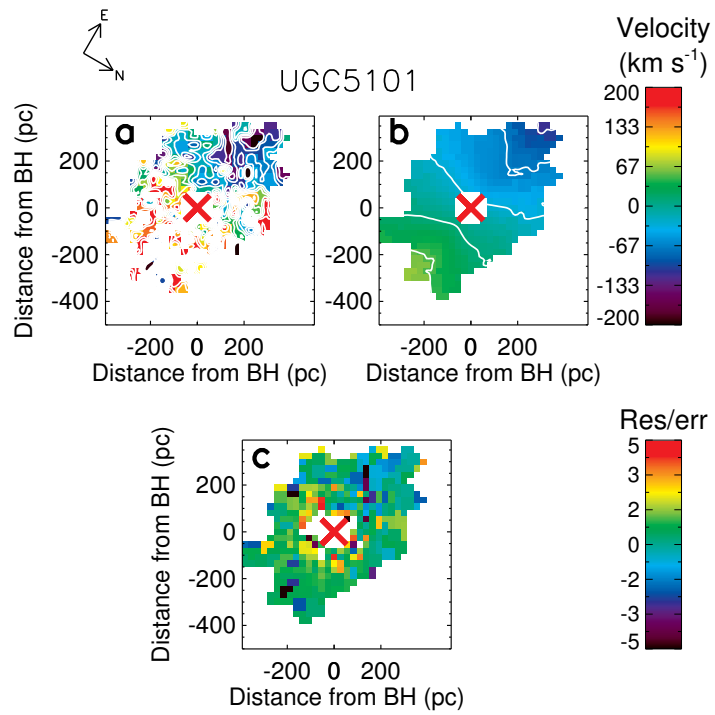 E
N
UGC5101
Velocity
(km s⁻¹)
a
b
200
133
67
0
-67
-133
-200
Distance from BH (pc)
200
0
-200
-400
200
0
-200
-400
-200 0 200
-200 0 200
Distance from BH (pc)
Distance from BH (pc)
c
Res/err
5
3
2
0
-2
-3
-5
Distance from BH (pc)
200
0
-200
-400
-200 0 200
Distance from BH (pc)